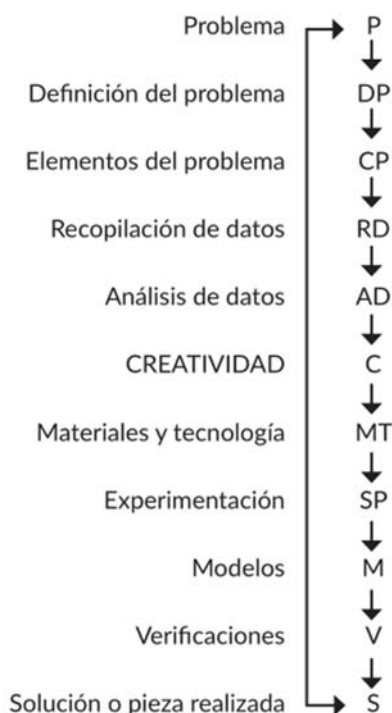 Problema P
Definición del problema DP
Elementos del problema CP
Recopilación de datos RD
Análisis de datos AD
CREATIVIDAD C
Materiales y tecnología MT
Experimentación SP
Modelos M
Verificaciones V
Solución o pieza realizada S